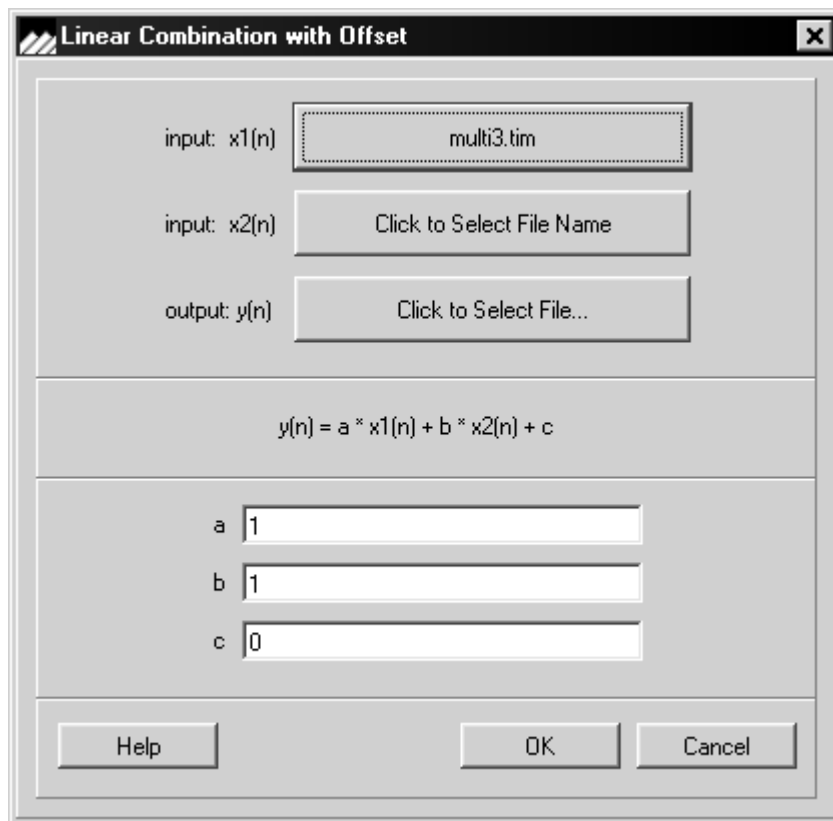 Linear Combination with Offset
input: x1(n) multi3.tim
input: x2(n) Click to Select File Name
output: y(n) Click to Select File...
y(n) = a * x1(n) + b * x2(n) + c
a 1
b 1
c 0
Help OK Cancel